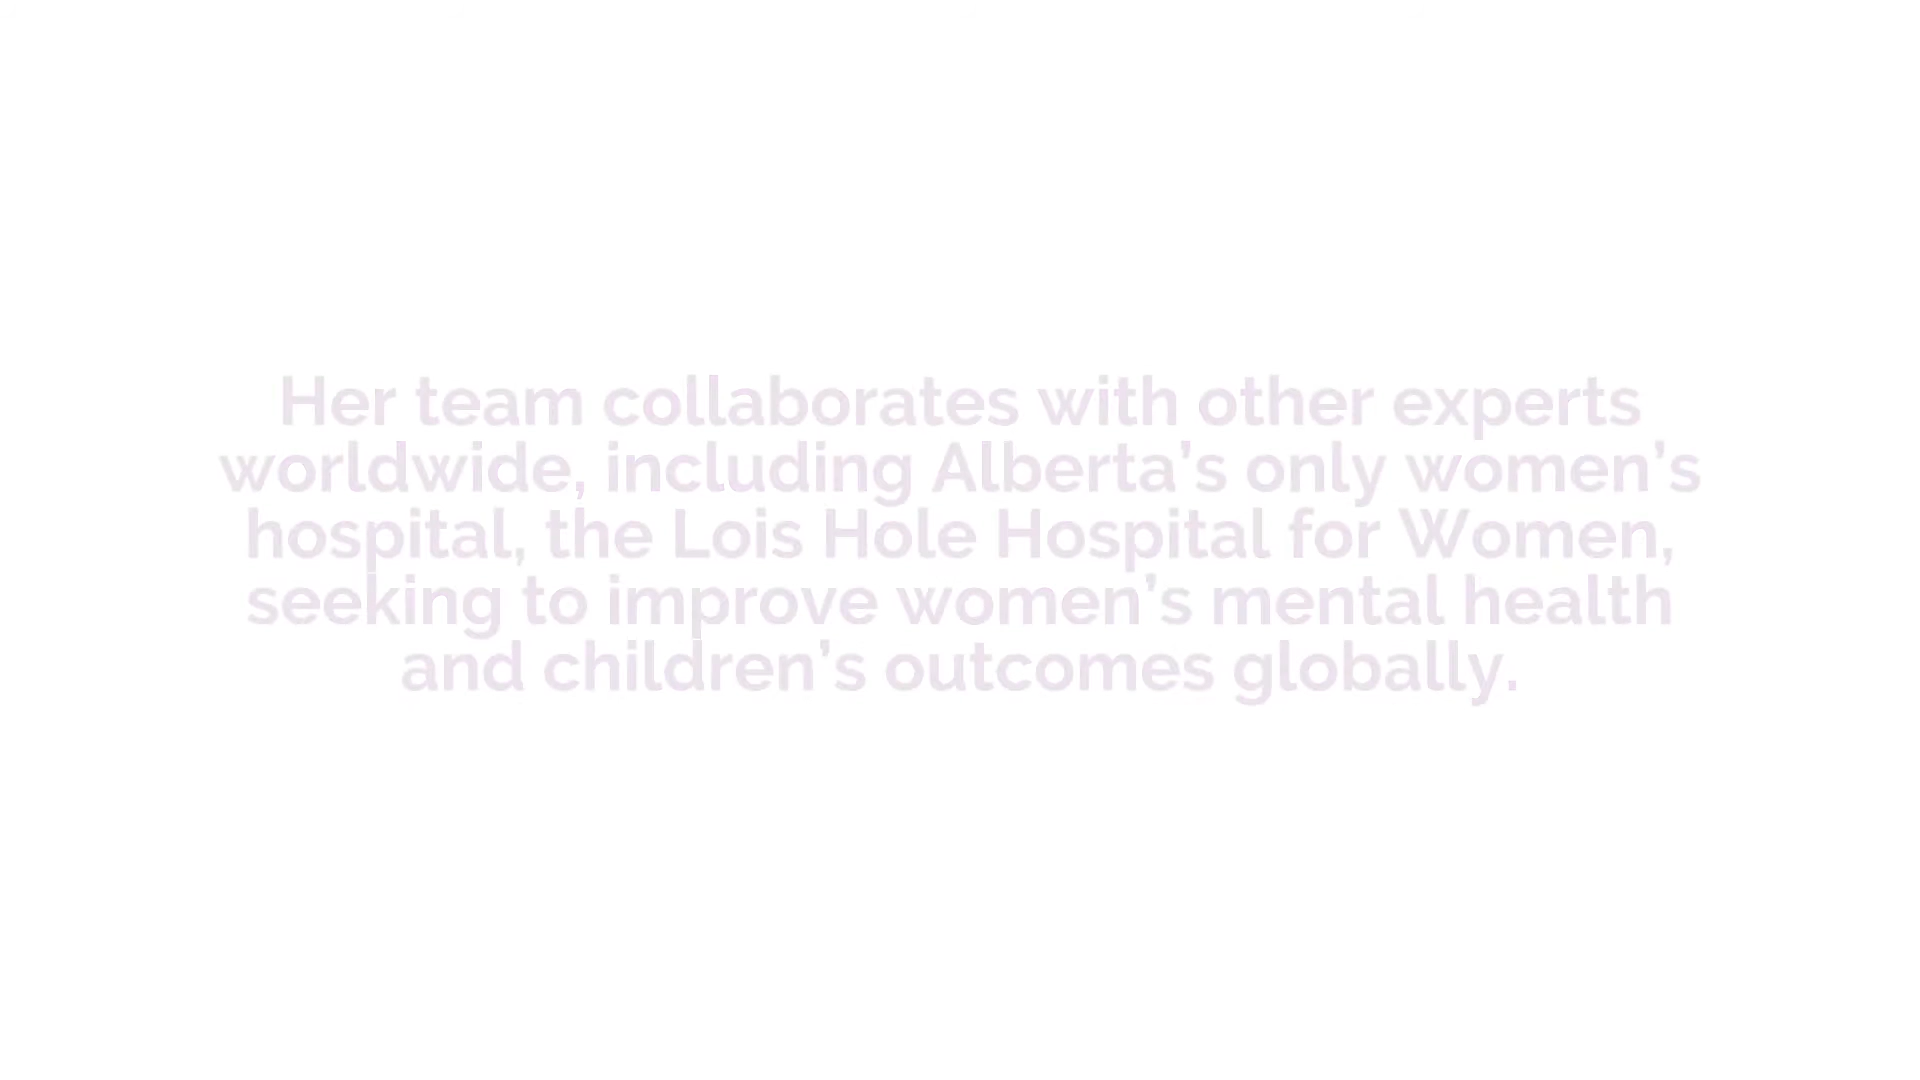 Her team collaborates with other experts
worldwide, including Alberta’s only women’s
hospital, the Lois Hole Hospital for Women,
seeking to improve women’s mental health
and children’s outcomes globally.